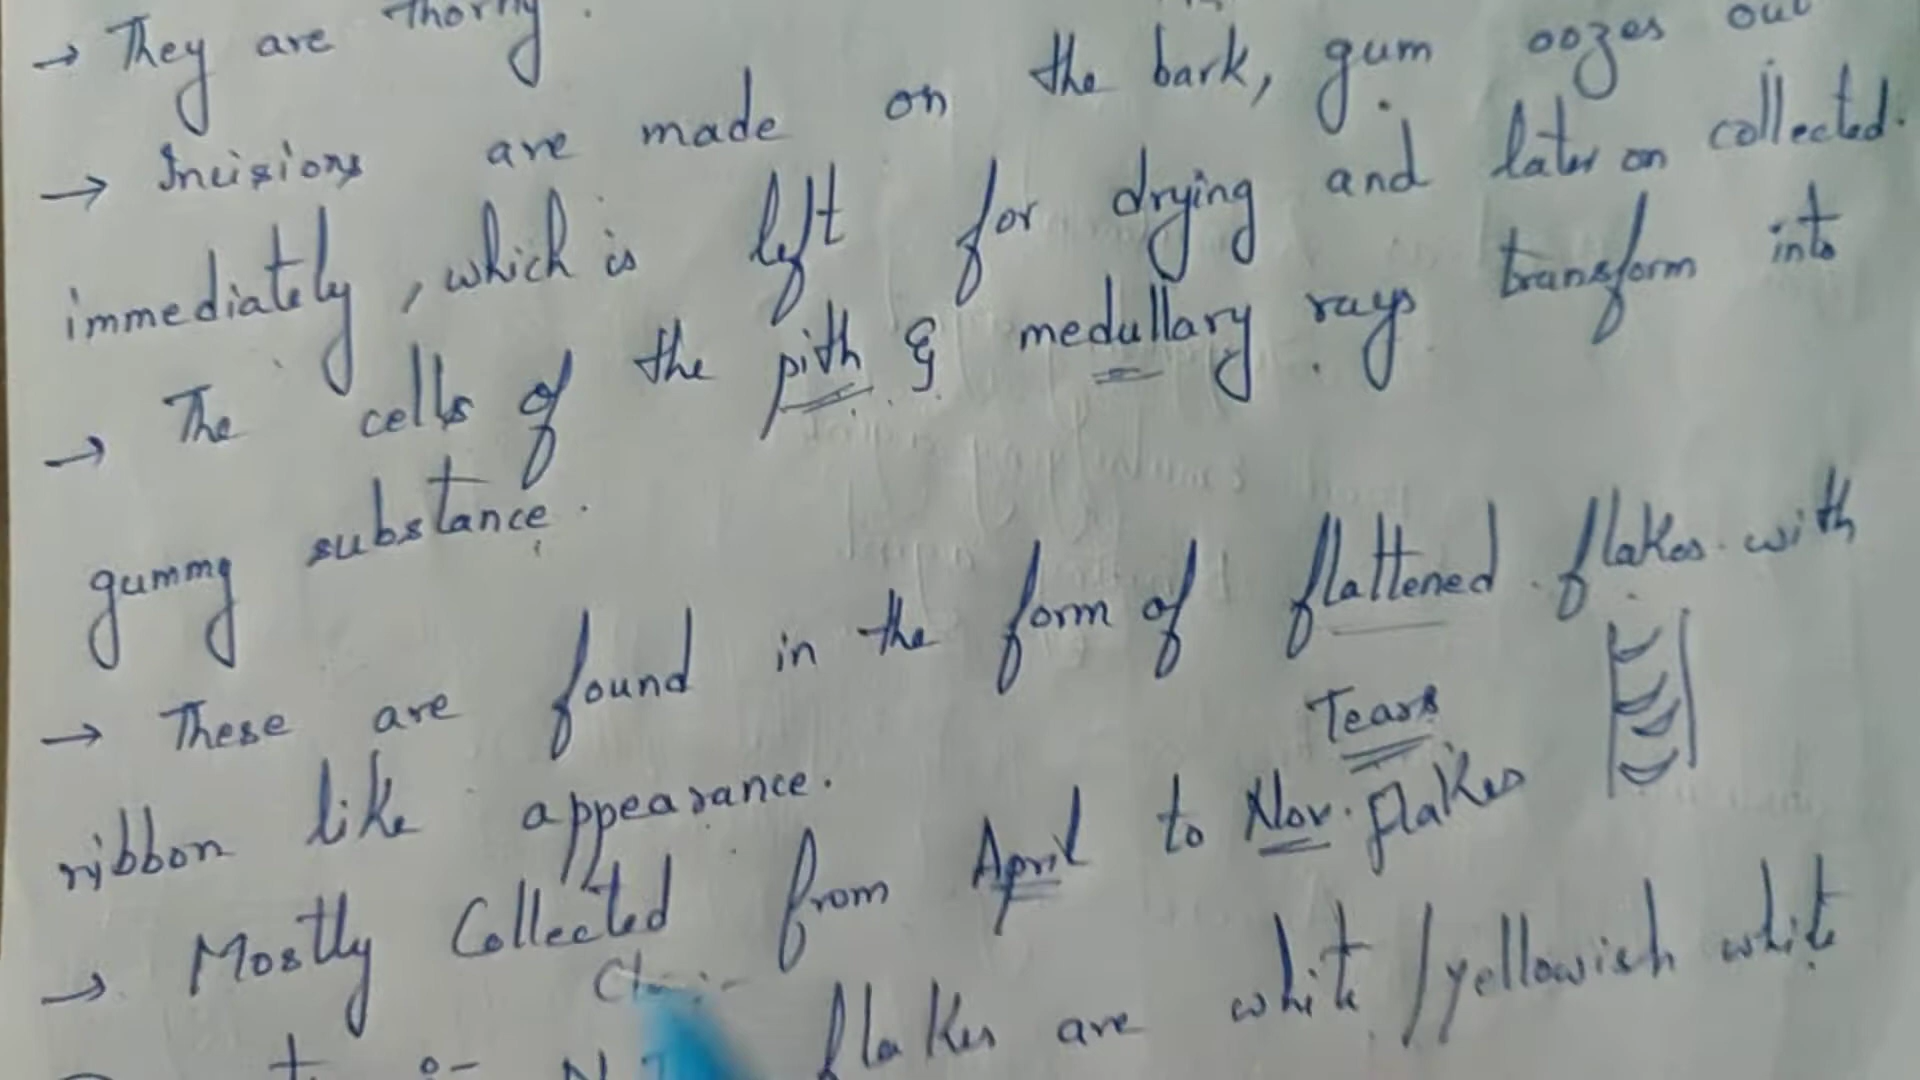 → They are thorny.
→ Incisions are made on the bark, gum oozes out
immediately, which is left for drying and later on collected.
→ The cells of the pith & medullary rays transform into
gummy substance.
→ These are found in the form of flattened flakes with
ribbon like appearance.
Tears
→ Mostly Collected from April to Nov. flakes
flakes are white/yellowish white